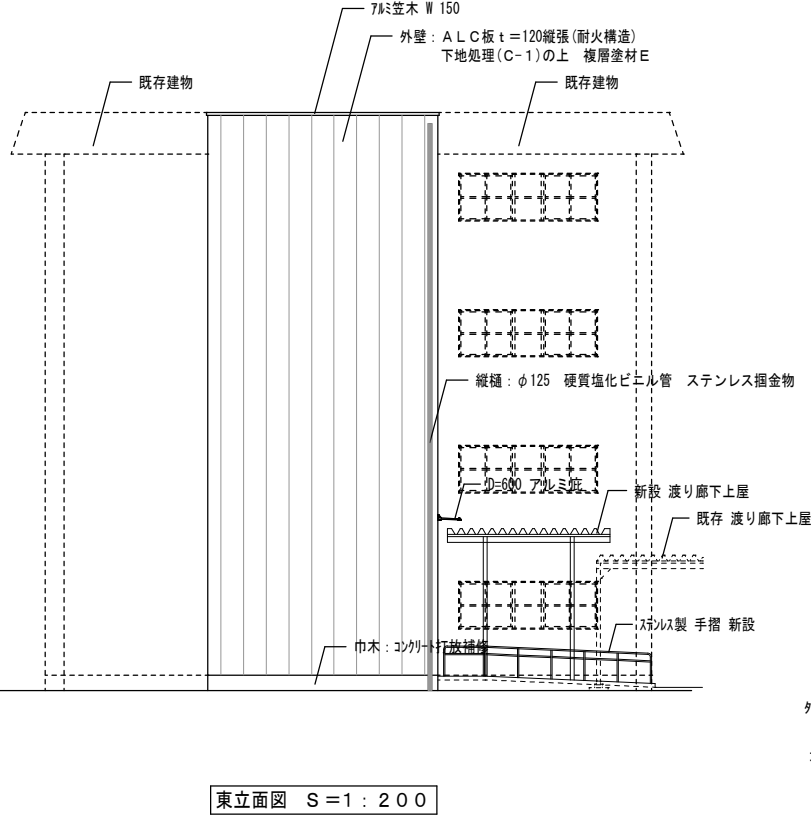 アルミ笠木 W 150
外壁：ＡＬＣ板ｔ＝120縦張(耐火構造)
下地処理(Ｃ-１)の上　複層塗材Ｅ
既存建物
既存建物
縦樋：φ125　硬質塩化ビニル管　ステンレス掴金物
D=600 アルミ庇
新設 渡り廊下上屋
既存 渡り廊下上屋
ステンレス製 手摺 新設
巾木：コンクリート打放補修
東立面図　Ｓ＝１：２００